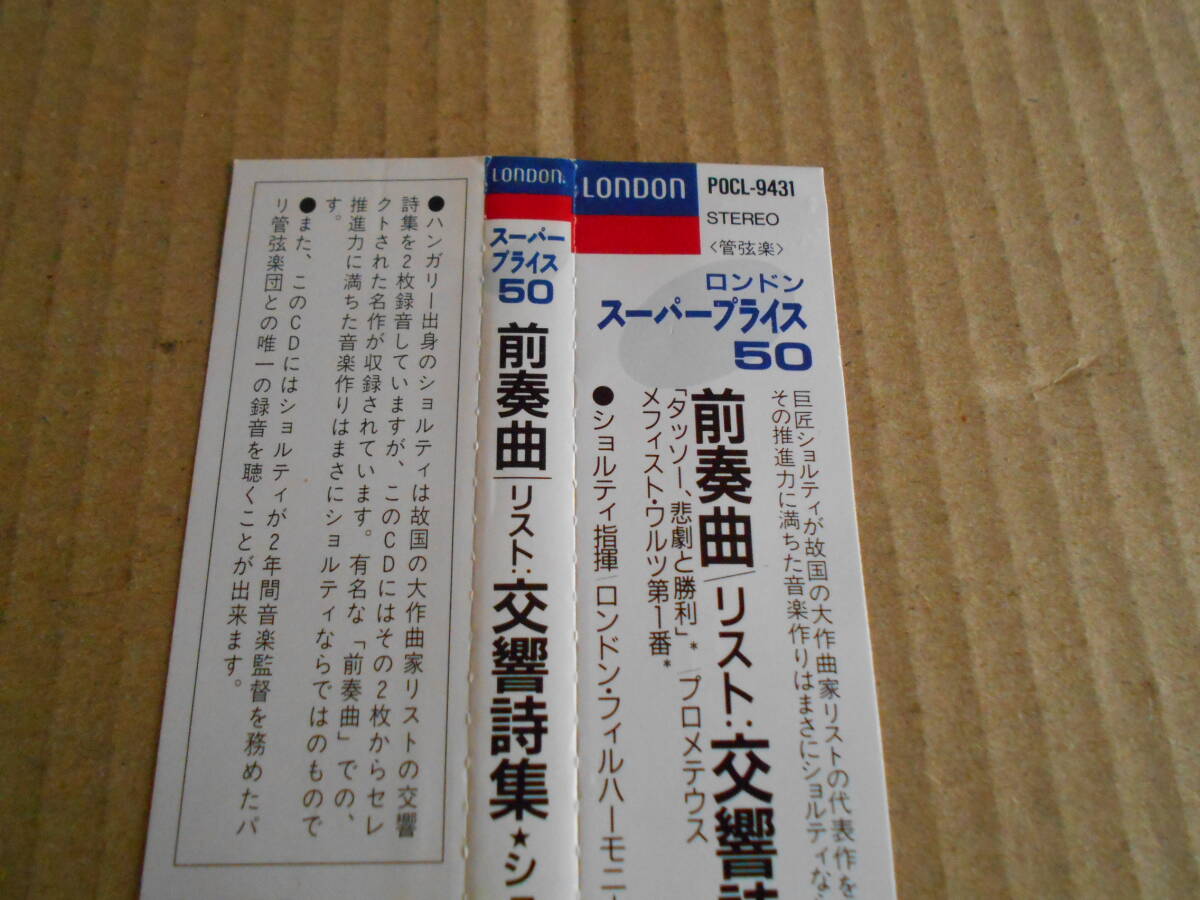 LONDON
POCL-9431
STEREO
〈管弦楽〉
ロンドン
スーパープライス
50
巨匠ショルティが故国の大作曲家リストの代表作を
その推進力に満ちた音楽作りはまさにショルティな
前奏曲/リスト:交響詩
「タッソー、悲劇と勝利」*/プロメテウス
メフィスト・ワルツ第1番*
●ショルティ指揮/ロンドン・フィルハーモニ
LONDON
スーパー
プライス
50
前奏曲/リスト:交響詩集★シ
●ハンガリー出身のショルティは故国の大作曲家リストの交響
詩集を2枚録音していますが、このCDにはその2枚からセレ
クトされた名作が収録されています。有名な「前奏曲」での、
推進力に満ちた音楽作りはまさにショルティならではのもので
す。
●また、このCDにはショルティが2年間音楽監督を務めたパ
リ管弦楽団との唯一の録音を聴くことが出来ます。